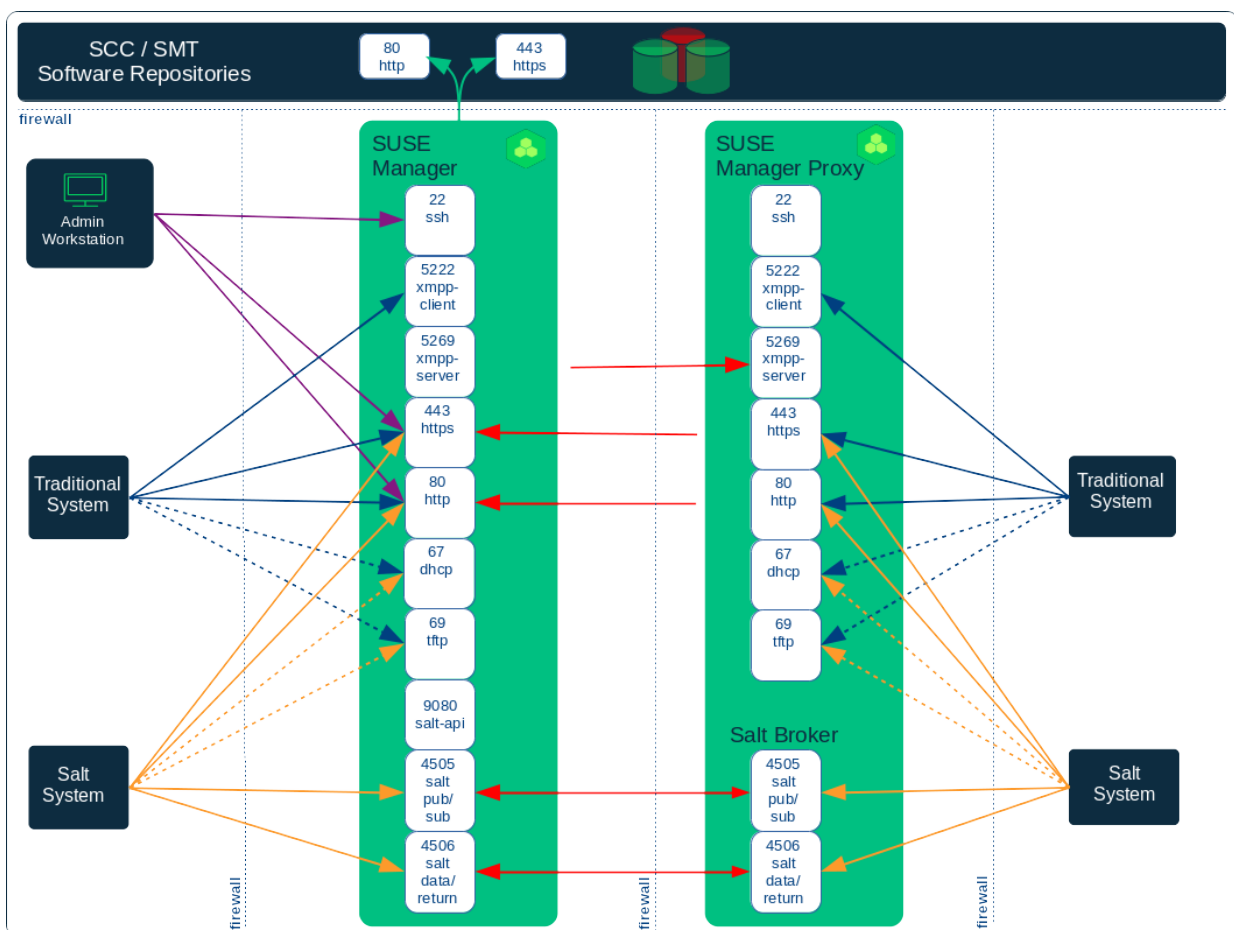 SCC / SMT
Software Repositories
80
http
443
https
firewall
Admin
Workstation
Traditional
System
Salt
System
firewall
SUSE
Manager
22
ssh
5222
xmpp-
client
5269
xmpp-
server
443
https
80
http
67
dhcp
69
tftp
9080
salt-api
4505
salt
pub/
sub
4506
salt
data/
return
firewall
SUSE
Manager Proxy
22
ssh
5222
xmpp-
client
5269
xmpp-
server
443
https
80
http
67
dhcp
69
tftp
Salt Broker
4505
salt
pub/
sub
4506
salt
data/
return
firewall
Traditional
System
Salt
System